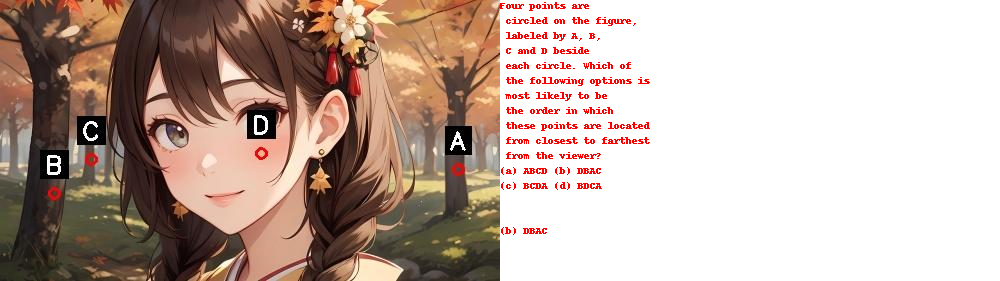 B
C
D
A
Four points are
circled on the figure,
labeled by A, B,
C and D beside
each circle. Which of
the following options is
most likely to be
the order in which
these points are located
from closest to farthest
from the viewer?
(a) ABCD (b) DBAC
(c) BCDA (d) BDCA
(b) DBAC